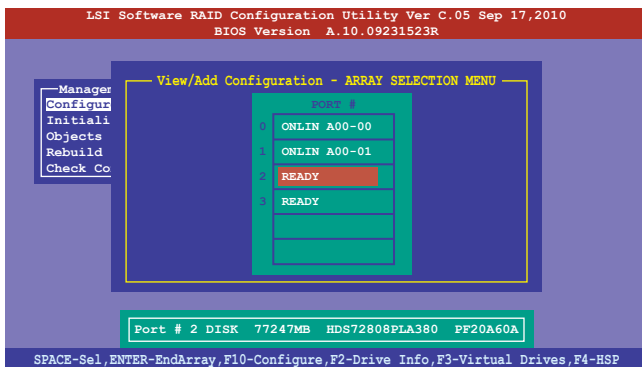 LSI Software RAID Configuration Utility Ver C.05 Sep 17,2010
BIOS Version A.10.09231523R
View/Add Configuration - ARRAY SELECTION MENU
Managem
Configur
Initiali
Objects
Rebuild
Check Co
PORT #
0 ONLIN A00-00
1 ONLIN A00-01
2 READY
3 READY
Port # 2 DISK 77247MB HDS72808PLA380 PF20A60A
SPACE-Sel,ENTER-EndArray,F10-Configure,F2-Drive Info,F3-Virtual Drives,F4-HSP